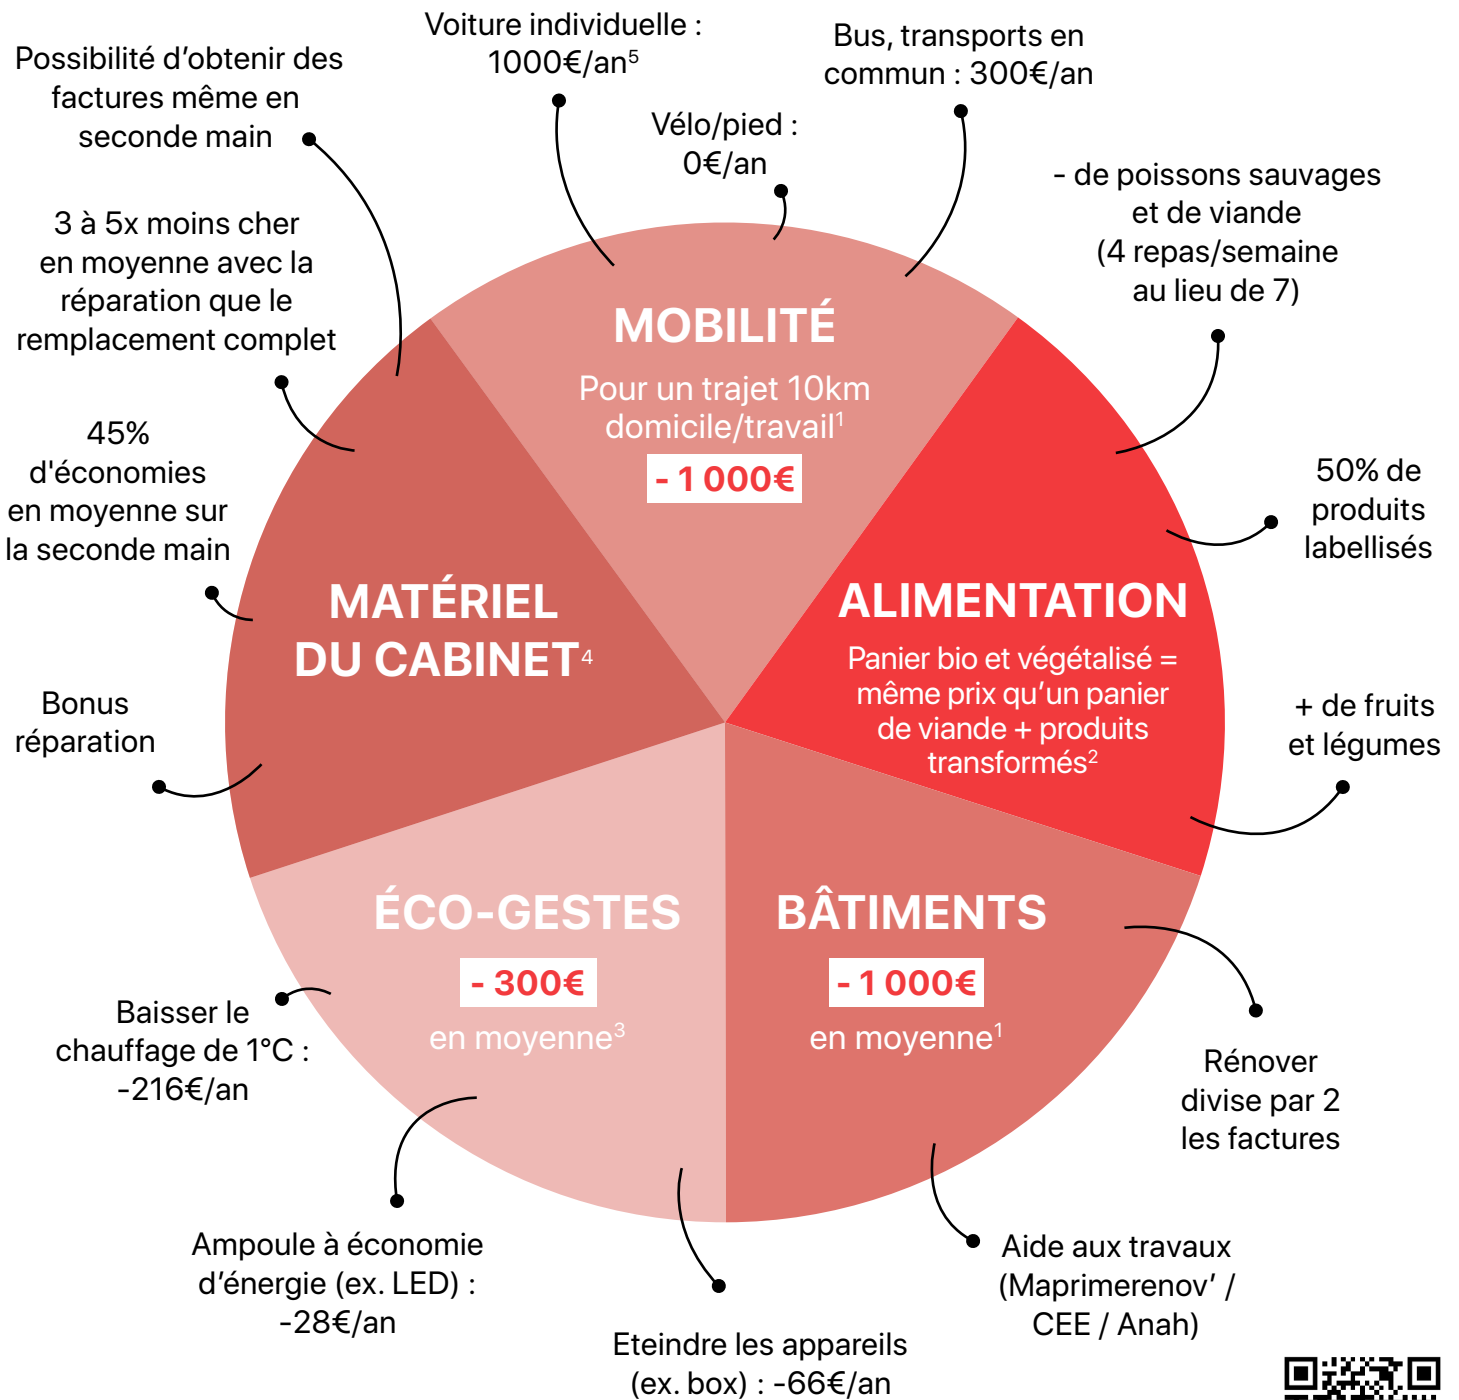 Voiture individuelle :
1000€/an⁵
Bus, transports en
commun : 300€/an
Possibilité d’obtenir des
factures même en
seconde main
Vélo/pied :
0€/an
- de poissons sauvages
et de viande
(4 repas/semaine
au lieu de 7)
3 à 5x moins cher
en moyenne avec la
réparation que le
remplacement complet
MOBILITÉ
Pour un trajet 10km
domicile/travail¹
- 1 000€
45%
d'économies
en moyenne sur
la seconde main
50% de
produits
labellisés
MATÉRIEL
DU CABINET⁴
ALIMENTATION
Panier bio et végétalisé =
même prix qu’un panier
de viande + produits
transformés²
Bonus
réparation
+ de fruits
et légumes
ÉCO-GESTES
- 300€
en moyenne³
BÂTIMENTS
- 1 000€
en moyenne¹
Baisser le
chauffage de 1°C :
-216€/an
Rénover
divise par 2
les factures
Ampoule à économie
d’énergie (ex. LED) :
-28€/an
Aide aux travaux
(Maprimerenov’ /
CEE / Anah)
Eteindre les appareils
(ex. box) : -66€/an